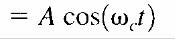 = A cos(ω_c t)